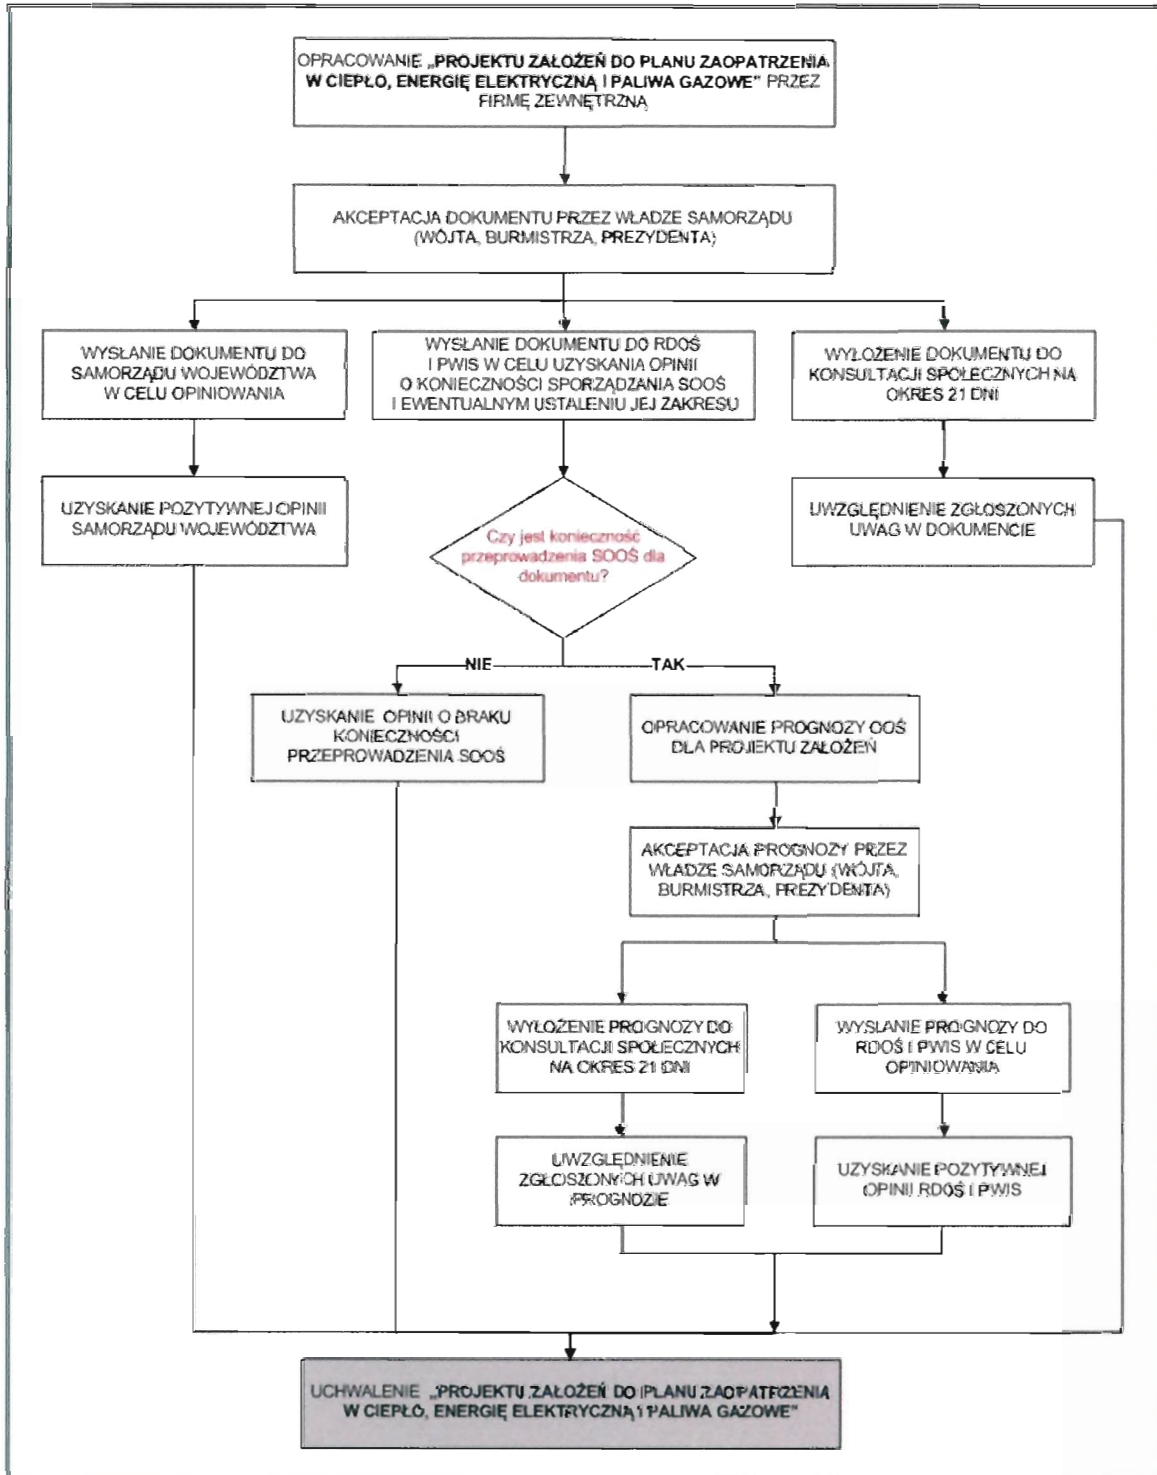 OPRACOWANIE „PROJEKTU ZAŁOŻEŃ DO PLANU ZAOPATRZENIA
W CIEPŁO, ENERGIĘ ELEKTRYCZNĄ I PALIWA GAZOWE" PRZEZ
FIRMĘ ZEWNĘTRZNĄ
AKCEPTACJA DOKUMENTU PRZEZ WŁADZE SAMORZĄDU
(WÓJTA, BURMISTRZA, PREZYDENTA)
WYSŁANIE DOKUMENTU DO
SAMORZĄDU WOJEWÓDZTWA
W CELU OPINIOWANIA
WYSŁANIE DOKUMENTU DO RDOŚ
I PWIS W CELU UZYSKANIA OPINII
O KONIECZNOŚCI SPORZĄDZANIA SOOŚ
I EWENTUALNYM USTALENIU JEJ ZAKRESU
WYŁOŻENIE DOKUMENTU DO
KONSULTACJI SPOŁECZNYCH NA
OKRES 21 DNI
UZYSKANIE POZYTYWNEJ OPINII
SAMORZĄDU WOJEWÓDZTWA
Czy jest konieczność
przeprowadzenia SOOŚ dla
dokumentu?
UWZGLĘDNIENIE ZGŁOSZONYCH
UWAG W DOKUMENCIE
NIE
TAK
UZYSKANIE OPINII O BRAKU
KONIECZNOŚCI
PRZEPROWADZENIA SOOŚ
OPRACOWANIE PROGNOZY OOŚ
DLA PROJEKTU ZAŁOŻEŃ
AKCEPTACJA PROGNOZY PRZEZ
WŁADZE SAMORZĄDU (WÓJTA,
BURMISTRZA, PREZYDENTA)
WYŁOŻENIE PROGNOZY DO
KONSULTACJI SPOŁECZNYCH
NA OKRES 21 DNI
WYSŁANIE PROGNOZY DO
RDOŚ I PWIS W CELU
OPINIOWANIA
UWZGLĘDNIENIE
ZGŁOSZONYCH UWAG W
PROGNOZIE
UZYSKANIE POZYTYWNEJ
OPINII RDOŚ I PWIS
UCHWALENIE „PROJEKTU ZAŁOŻEŃ DO PLANU ZAOPATRZENIA
W CIEPŁO, ENERGIĘ ELEKTRYCZNĄ I PALIWA GAZOWE"